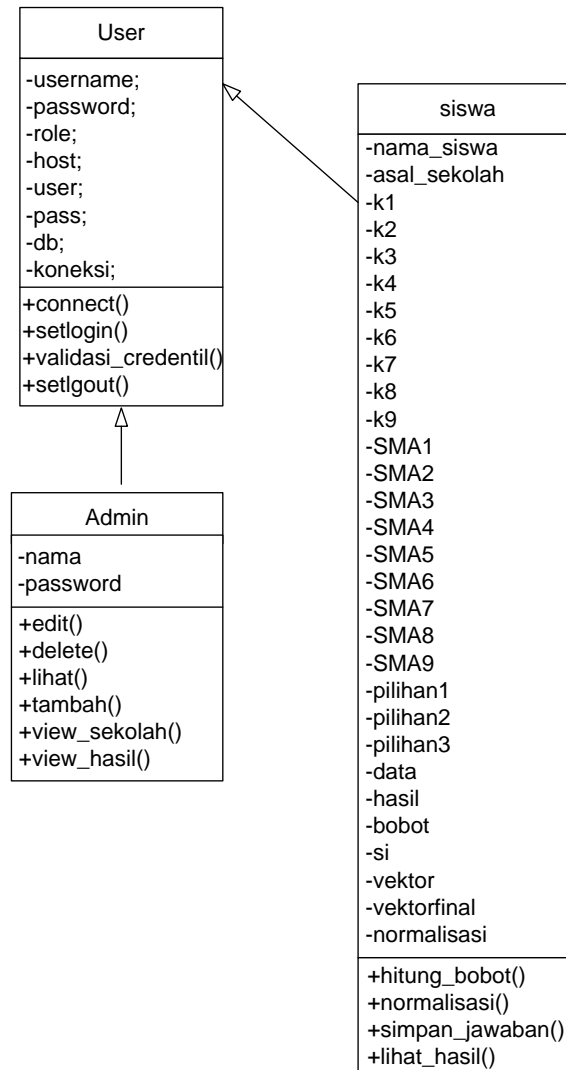 User
-username;
-password;
-role;
-host;
-user;
-pass;
-db;
-koneksi;
+connect()
+setlogin()
+validasi_credentil()
+setlgout()
Admin
-nama
-password
+edit()
+delete()
+lihat()
+tambah()
+view_sekolah()
+view_hasil()
siswa
-nama_siswa
-asal_sekolah
-k1
-k2
-k3
-k4
-k5
-k6
-k7
-k8
-k9
-SMA1
-SMA2
-SMA3
-SMA4
-SMA5
-SMA6
-SMA7
-SMA8
-SMA9
-pilihan1
-pilihan2
-pilihan3
-data
-hasil
-bobot
-si
-vektor
-vektorfinal
-normalisasi
+hitung_bobot()
+normalisasi()
+simpan_jawaban()
+lihat_hasil()